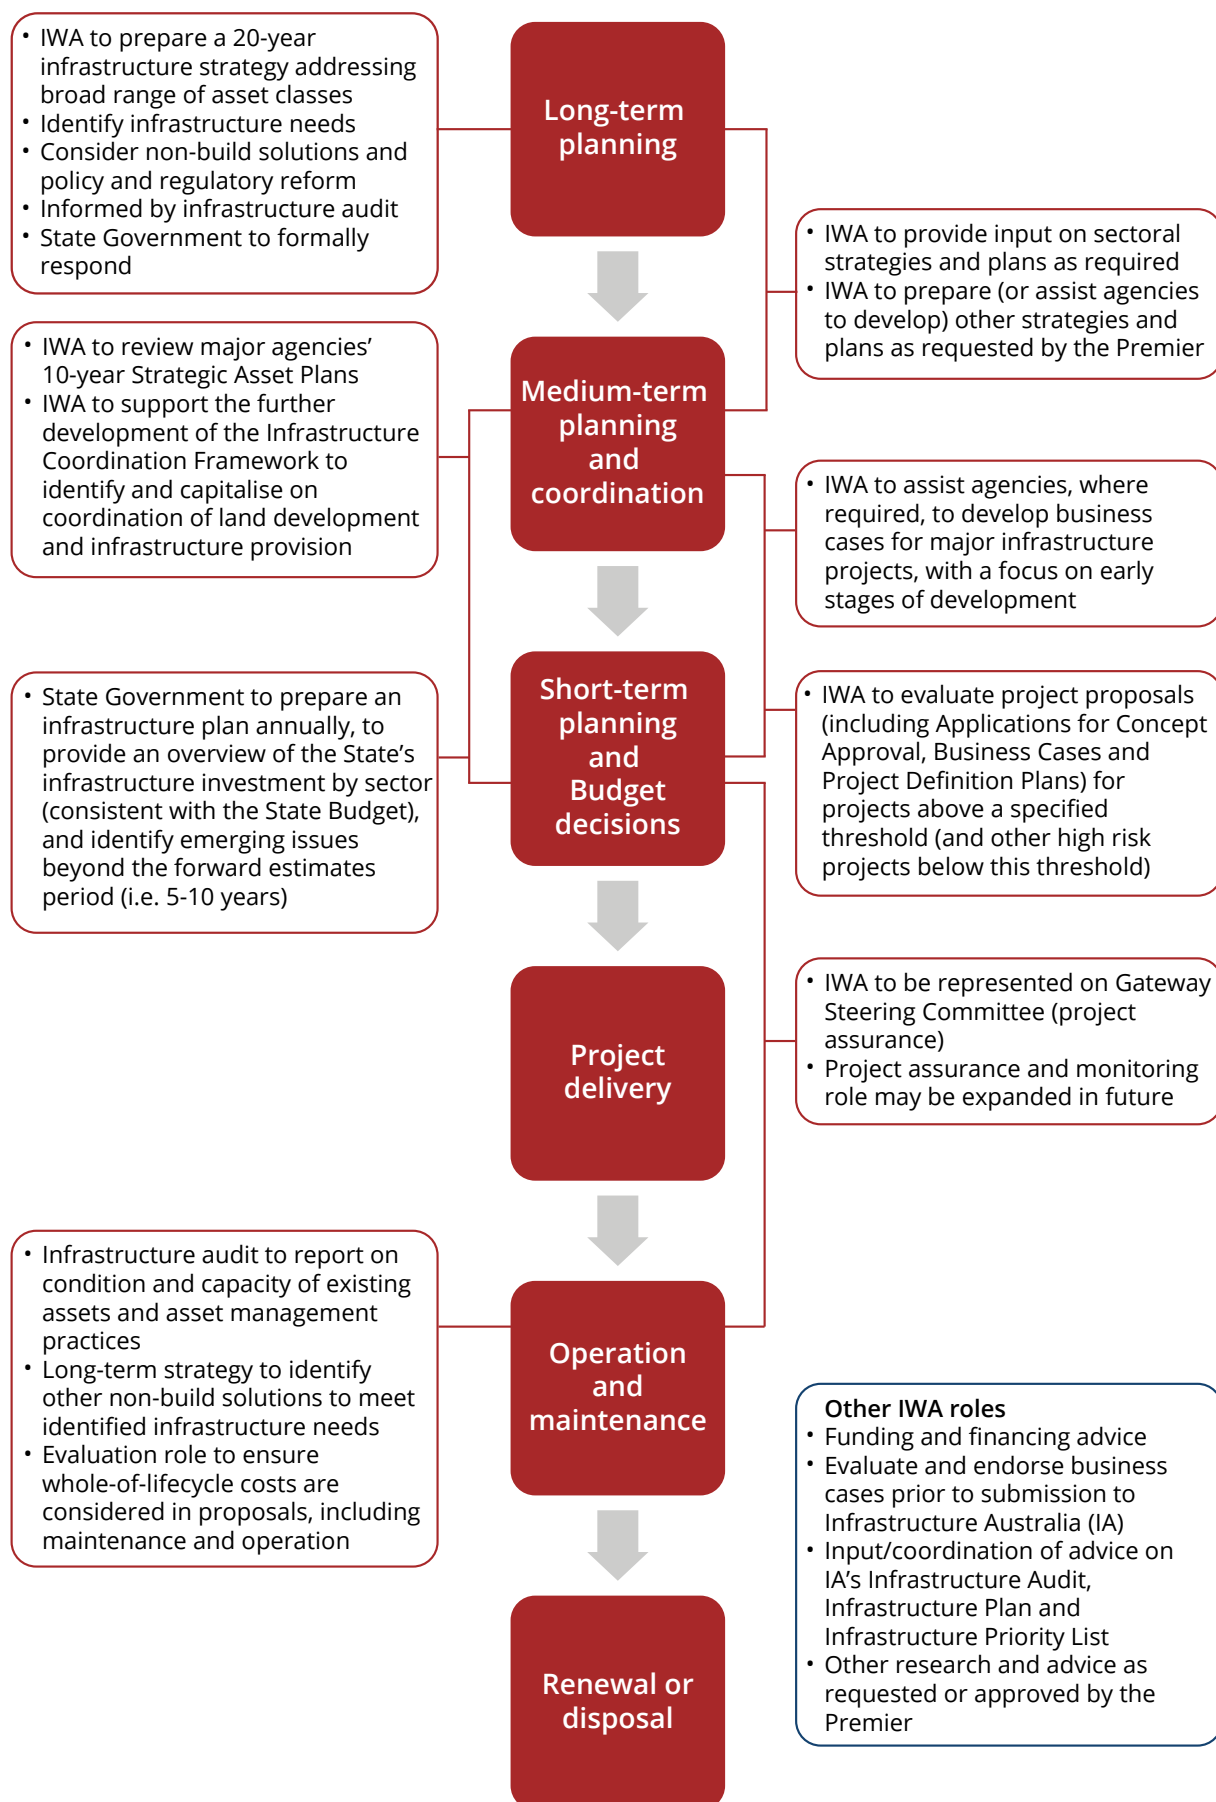 • IWA to prepare a 20-year
infrastructure strategy addressing
broad range of asset classes
• Identify infrastructure needs
• Consider non-build solutions and
policy and regulatory reform
• Informed by infrastructure audit
• State Government to formally
respond
Long-term
planning
• IWA to provide input on sectoral
strategies and plans as required
• IWA to prepare (or assist agencies
to develop) other strategies and
plans as requested by the Premier
• IWA to review major agencies’
10-year Strategic Asset Plans
• IWA to support the further
development of the Infrastructure
Coordination Framework to
identify and capitalise on
coordination of land development
and infrastructure provision
Medium-term
planning
and
coordination
• IWA to assist agencies, where
required, to develop business
cases for major infrastructure
projects, with a focus on early
stages of development
• State Government to prepare an
infrastructure plan annually, to
provide an overview of the State’s
infrastructure investment by sector
(consistent with the State Budget),
and identify emerging issues
beyond the forward estimates
period (i.e. 5-10 years)
Short-term
planning
and
Budget
decisions
• IWA to evaluate project proposals
(including Applications for Concept
Approval, Business Cases and
Project Definition Plans) for
projects above a specified
threshold (and other high risk
projects below this threshold)
Project
delivery
• IWA to be represented on Gateway
Steering Committee (project
assurance)
• Project assurance and monitoring
role may be expanded in future
• Infrastructure audit to report on
condition and capacity of existing
assets and asset management
practices
• Long-term strategy to identify
other non-build solutions to meet
identified infrastructure needs
• Evaluation role to ensure
whole-of-lifecycle costs are
considered in proposals, including
maintenance and operation
Operation
and
maintenance
Other IWA roles
• Funding and financing advice
• Evaluate and endorse business
cases prior to submission to
Infrastructure Australia (IA)
• Input/coordination of advice on
IA’s Infrastructure Audit,
Infrastructure Plan and
Infrastructure Priority List
• Other research and advice as
requested or approved by the
Premier
Renewal or
disposal